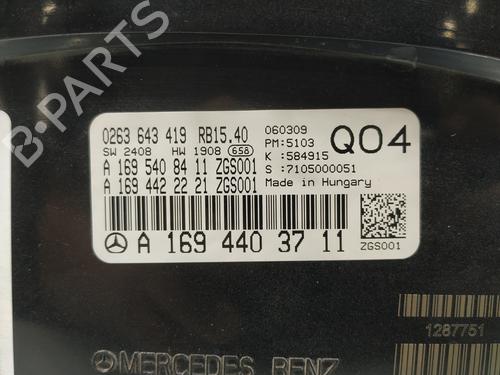 0263 643 419 RB15.40
SW 2408 HW 1908 658
A 169 540 84 11 ZGS001
A 169 442 22 21 ZGS001
060309
PM:5103
K :584915
S :7105000051
Made in Hungary
Q04
A 169 440 37 11
ZGS001
1287751
MERCEDES BENZ
B-PARTS